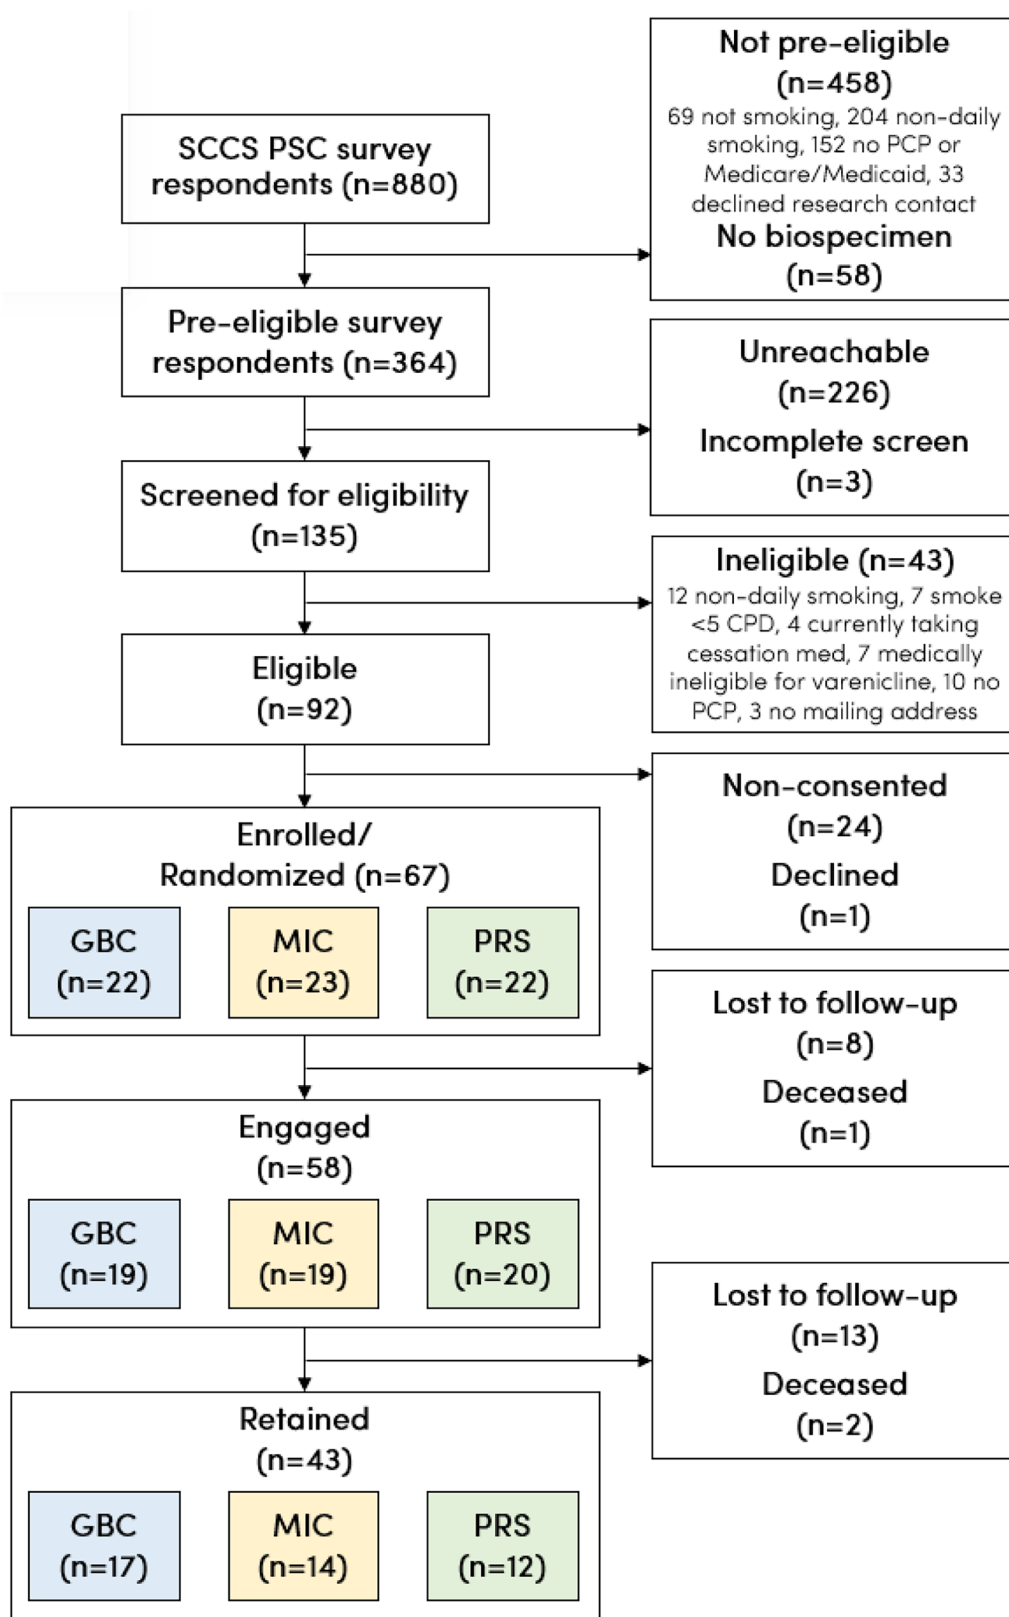 SCCS PSC survey
respondents (n=880)
Not pre-eligible
(n=458)
69 not smoking, 204 non-daily
smoking, 152 no PCP or
Medicare/Medicaid, 33
declined research contact
No biospecimen
(n=58)
Pre-eligible survey
respondents (n=364)
Unreachable
(n=226)
Incomplete screen
(n=3)
Screened for eligibility
(n=135)
Ineligible (n=43)
12 non-daily smoking, 7 smoke
<5 CPD, 4 currently taking
cessation med, 7 medically
ineligible for varenicline, 10 no
PCP, 3 no mailing address
Eligible
(n=92)
Non-consented
(n=24)
Declined
(n=1)
Enrolled/
Randomized (n=67)
GBC
(n=22)
MIC
(n=23)
PRS
(n=22)
Lost to follow-up
(n=8)
Deceased
(n=1)
Engaged
(n=58)
GBC
(n=19)
MIC
(n=19)
PRS
(n=20)
Lost to follow-up
(n=13)
Deceased
(n=2)
Retained
(n=43)
GBC
(n=17)
MIC
(n=14)
PRS
(n=12)